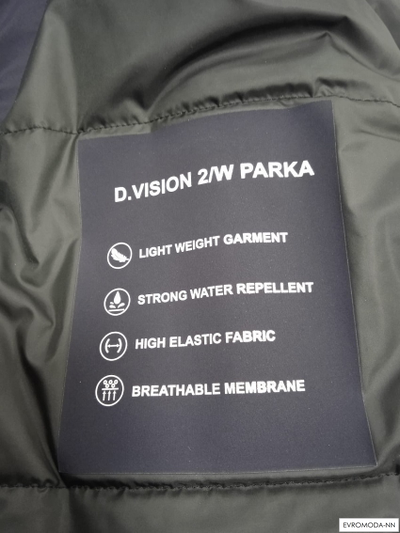 D.VISION 2/W PARKA
LIGHT WEIGHT GARMENT
STRONG WATER REPELLENT
HIGH ELASTIC FABRIC
BREATHABLE MEMBRANE
EVROMODA-NN